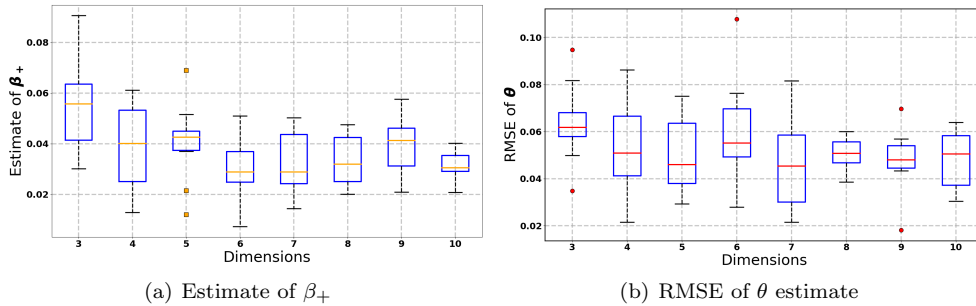 Estimate of β₊
0.08
0.06
0.04
0.02
3 4 5 6 7 8 9 10
Dimensions
(a) Estimate of β₊
RMSE of θ
0.10
0.08
0.06
0.04
0.02
3 4 5 6 7 8 9 10
Dimensions
(b) RMSE of θ estimate